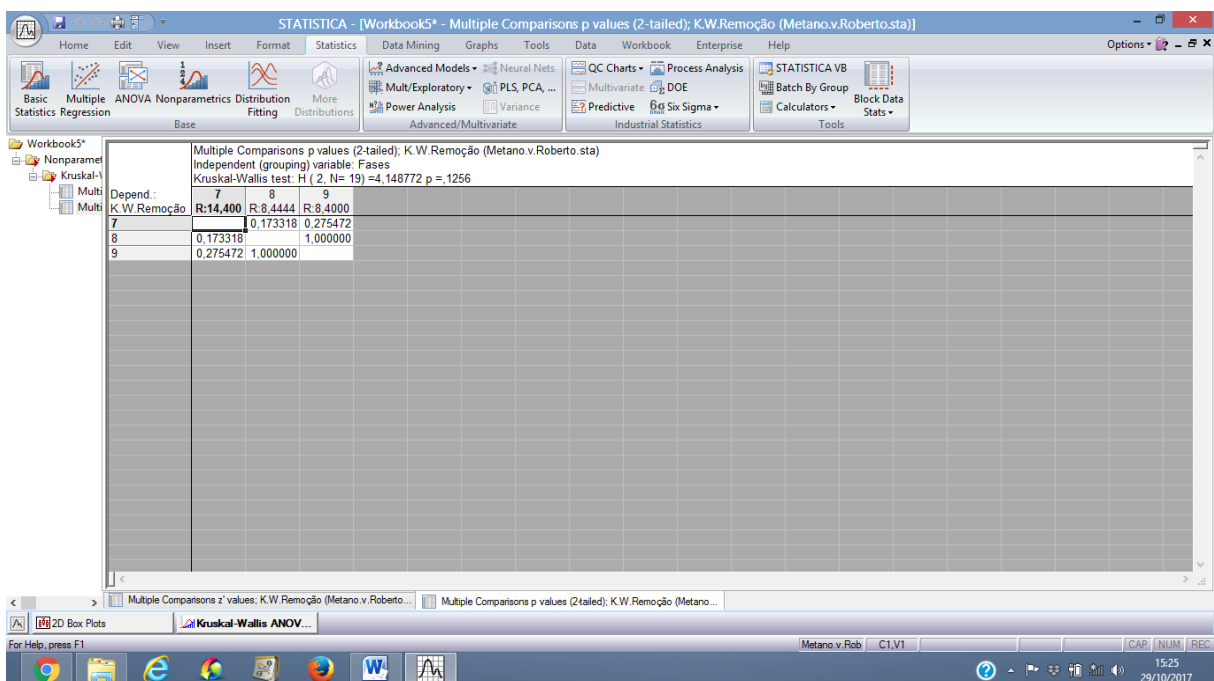 STATISTICA - [Workbook5* - Multiple Comparisons p values (2-tailed); K.W.Remoção (Metano.v.Roberto.sta)]
Home Edit View Insert Format Statistics Data Mining Graphs Tools Data Workbook Enterprise Help Options
Basic Statistics
Multiple Regression
ANOVA
Nonparametrics
Distribution Fitting
More Distributions
Base
Advanced Models
Neural Nets
Mult/Exploratory
PLS, PCA, ...
Power Analysis
Variance
Advanced/Multivariate
QC Charts
Process Analysis
Multivariate
DOE
Predictive
Six Sigma
Industrial Statistics
STATISTICA VB
Batch By Group
Calculators
Block Data Stats
Tools
Workbook5*
Nonparamet
Kruskal-V
Multi
Multi
Multiple Comparisons p values (2-tailed); K.W.Remoção (Metano.v.Roberto.sta)
Independent (grouping) variable: Fases
Kruskal-Wallis test: H ( 2, N= 19) =4,148772 p =,1256
Depend.: 7 8 9
K.W.Remoção R:14,400 R:8,4444 R:8,4000
7 0,173318 0,275472
8 0,173318 1,000000
9 0,275472 1,000000
Multiple Comparisons z' values; K.W.Remoção (Metano.v.Roberto...
Multiple Comparisons p values (2-tailed); K.W.Remoção (Metano...
2D Box Plots
Kruskal-Wallis ANOV...
For Help, press F1
Metano.v.Rob C1,V1 CAP NUM REC
15:25
29/10/2017